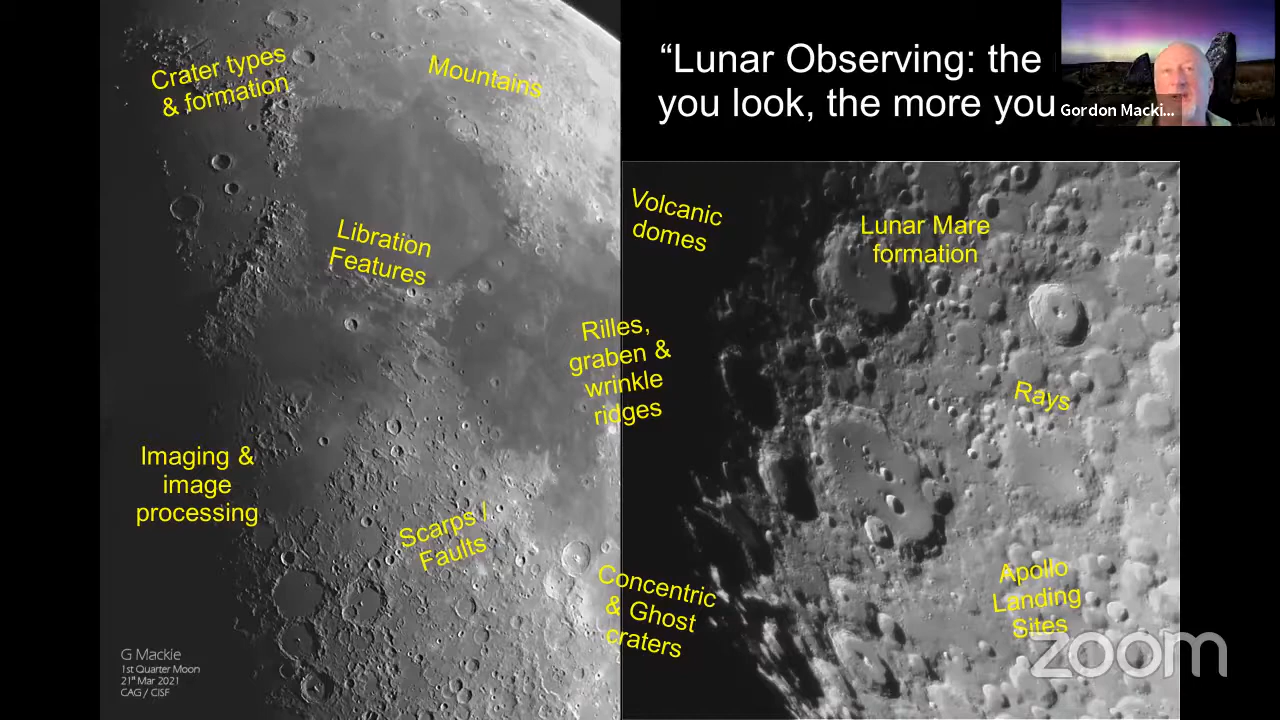 “Lunar Observing: the
you look, the more you
Gordon Macki...
Crater types
& formation
Mountains
Volcanic
domes
Lunar Mare
formation
Libration
Features
Rilles,
graben &
wrinkle
ridges
Rays
Imaging &
image
processing
Scarps /
Faults
Concentric
& Ghost
craters
Apollo
Landing
Sites
G Mackie
1st Quarter Moon
21st Mar 2021
CAG / CISF
zoom